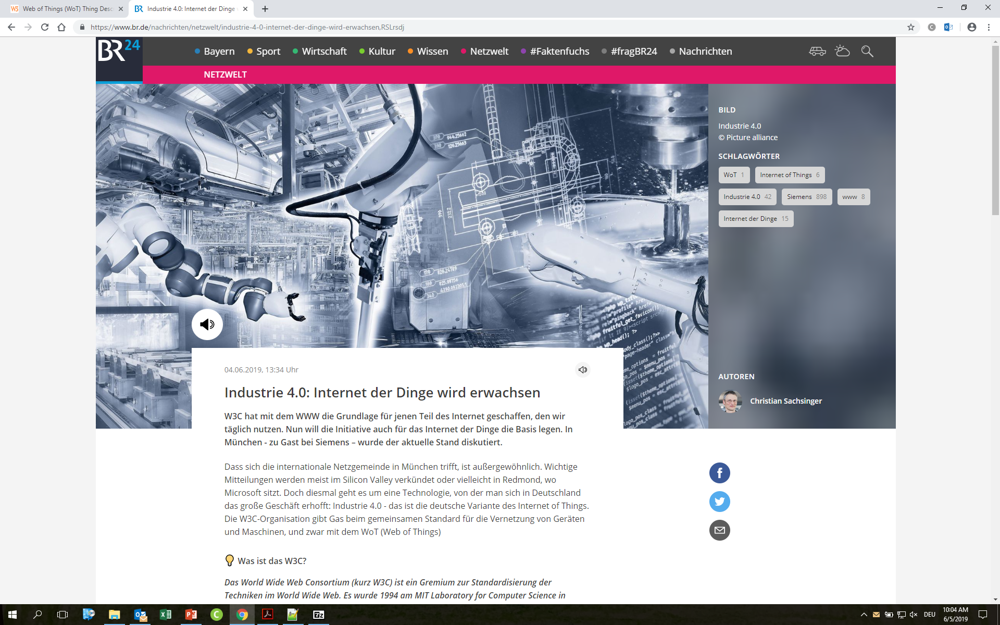 Web of Things (WoT) Thing Desc
Industrie 4.0: Internet der Dinge
https://www.br.de/nachrichten/netzwelt/industrie-4-0-internet-der-dinge-wird-erwachsen,RSLrsdj
BR24
Bayern
Sport
Wirtschaft
Kultur
Wissen
Netzwelt
#Faktenfuchs
#fragBR24
Nachrichten
NETZWELT
BILD
Industrie 4.0
© Picture alliance
SCHLAGWÖRTER
WoT 1
Internet of Things 6
Industrie 4.0 42
Siemens 898
www 8
Internet der Dinge 15
AUTOREN
Christian Sachsinger
04.06.2019, 13:34 Uhr
Industrie 4.0: Internet der Dinge wird erwachsen
W3C hat mit dem WWW die Grundlage für jenen Teil des Internet geschaffen, den wir
täglich nutzen. Nun will die Initiative auch für das Internet der Dinge die Basis legen. In
München - zu Gast bei Siemens – wurde der aktuelle Stand diskutiert.
Dass sich die internationale Netzgemeinde in München trifft, ist außergewöhnlich. Wichtige
Mitteilungen werden meist im Silicon Valley verkündet oder vielleicht in Redmond, wo
Microsoft sitzt. Doch diesmal geht es um eine Technologie, von der man sich in Deutschland
das große Geschäft erhofft: Industrie 4.0 - das ist die deutsche Variante des Internet of Things.
Die W3C-Organisation gibt Gas beim gemeinsamen Standard für die Vernetzung von Geräten
und Maschinen, und zwar mit dem WoT (Web of Things)
Was ist das W3C?
Das World Wide Web Consortium (kurz W3C) ist ein Gremium zur Standardisierung der
Techniken im World Wide Web. Es wurde 1994 am MIT Laboratory for Computer Science in
DEU
10:04 AM
6/5/2019